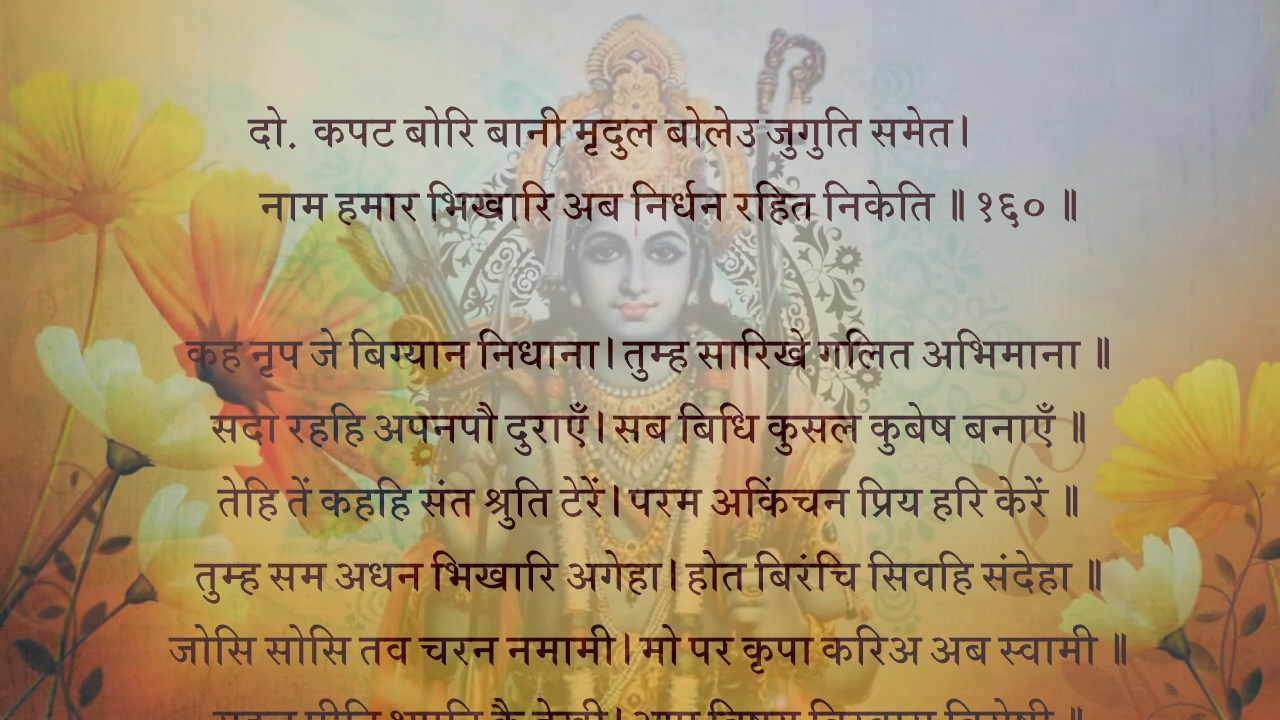 दो. कपट बोरि बानी मृदुल बोलेउ जुगुति समेत।
नाम हमार भिखारि अब निर्धन रहित निकेति ॥ १६० ॥
कह नृप जे बिग्यान निधाना। तुम्ह सारिखे गलित अभिमाना ॥
सदा रहहि अपनपौ दुराएँ। सब बिधि कुसल कुबेष बनाएँ ॥
तेहि तें कहहि संत श्रुति टेरें। परम अकिंचन प्रिय हरि केरें ॥
तुम्ह सम अधन भिखारि अगेहा। होत बिरंचि सिवहि संदेहा ॥
जोसि सोसि तव चरन नमामी। मो पर कृपा करिअ अब स्वामी ॥